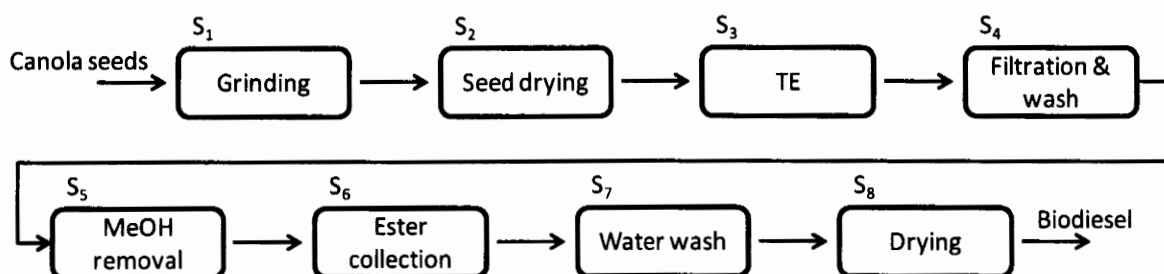 S1
S2
S3
S4
Canola seeds
Grinding
Seed drying
TE
Filtration &
wash
S5
S6
S7
S8
MeOH
removal
Ester
collection
Water wash
Drying
Biodiesel